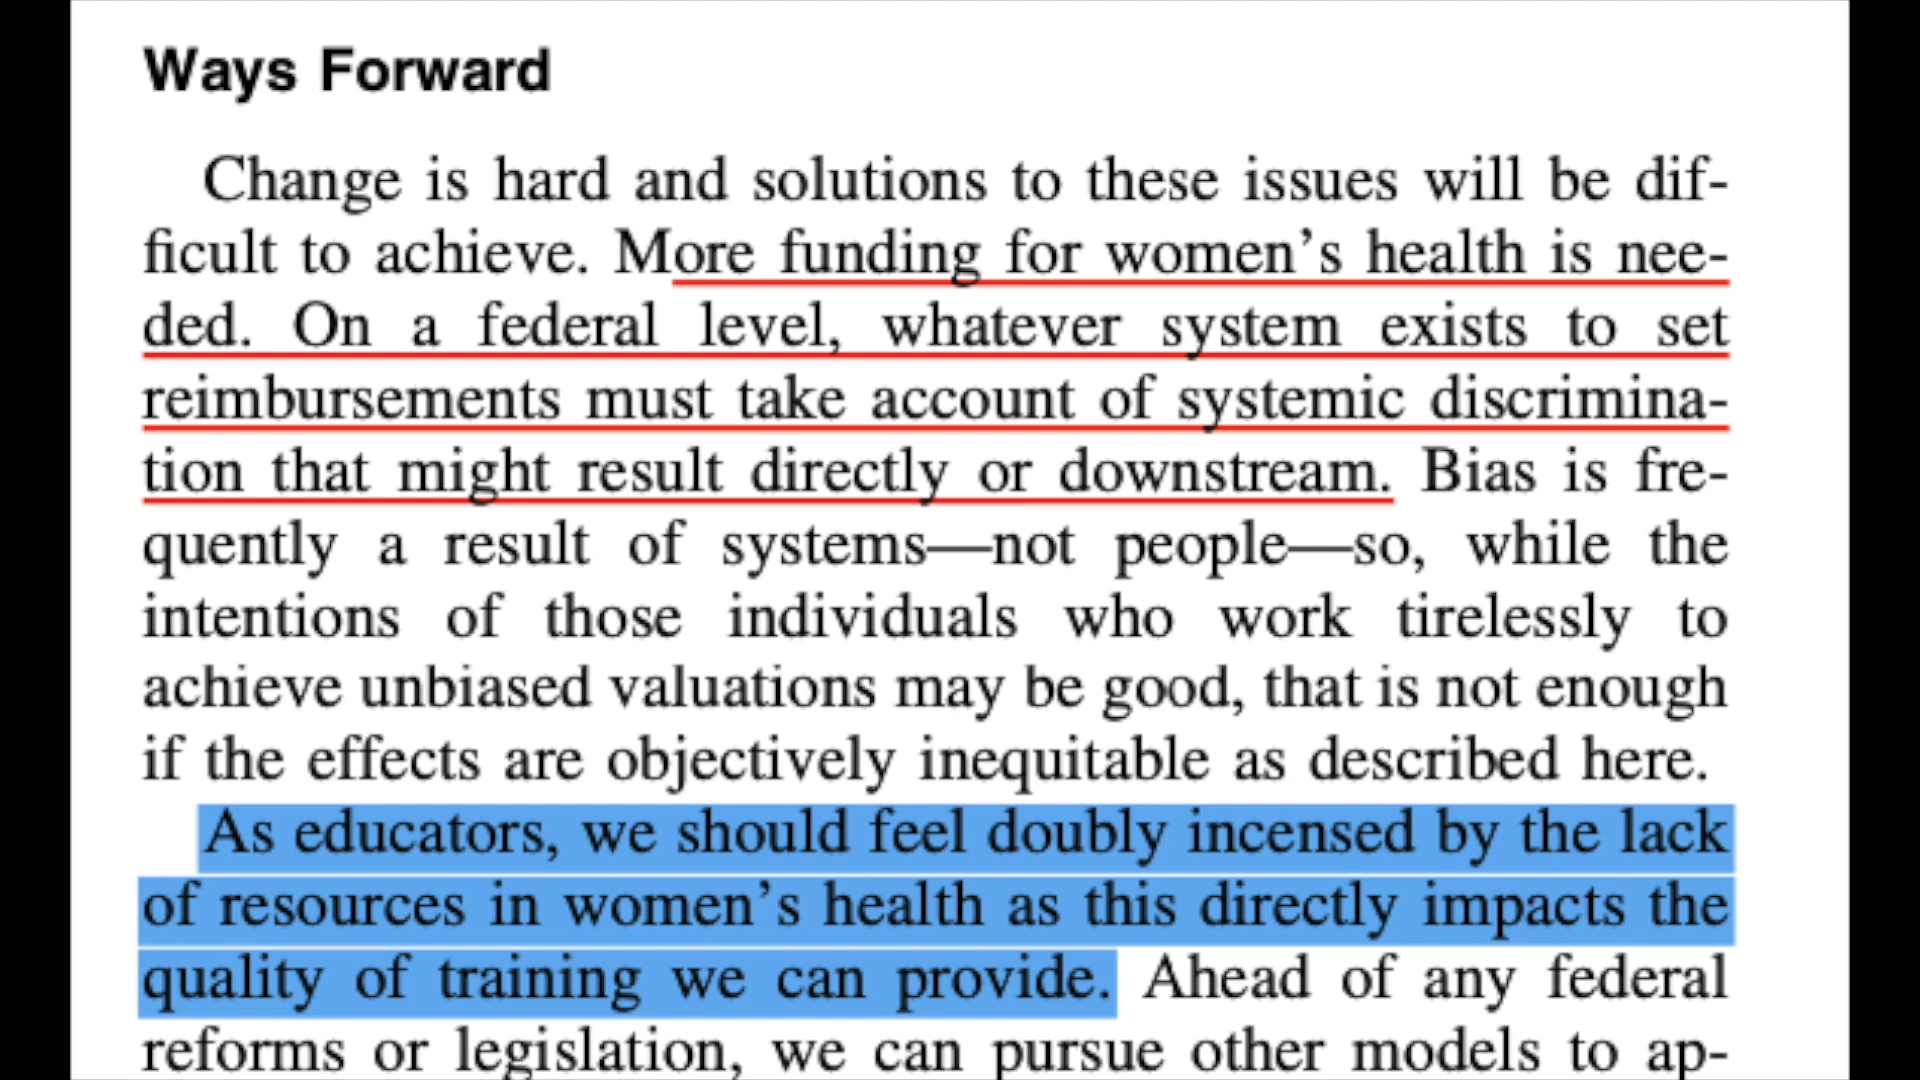 Ways Forward
Change is hard and solutions to these issues will be dif-
ficult to achieve. More funding for women's health is nee-
ded. On a federal level, whatever system exists to set
reimbursements must take account of systemic discrimina-
tion that might result directly or downstream. Bias is fre-
quently a result of systems—not people—so, while the
intentions of those individuals who work tirelessly to
achieve unbiased valuations may be good, that is not enough
if the effects are objectively inequitable as described here.
As educators, we should feel doubly incensed by the lack
of resources in women's health as this directly impacts the
quality of training we can provide. Ahead of any federal
reforms or legislation, we can pursue other models to ap-